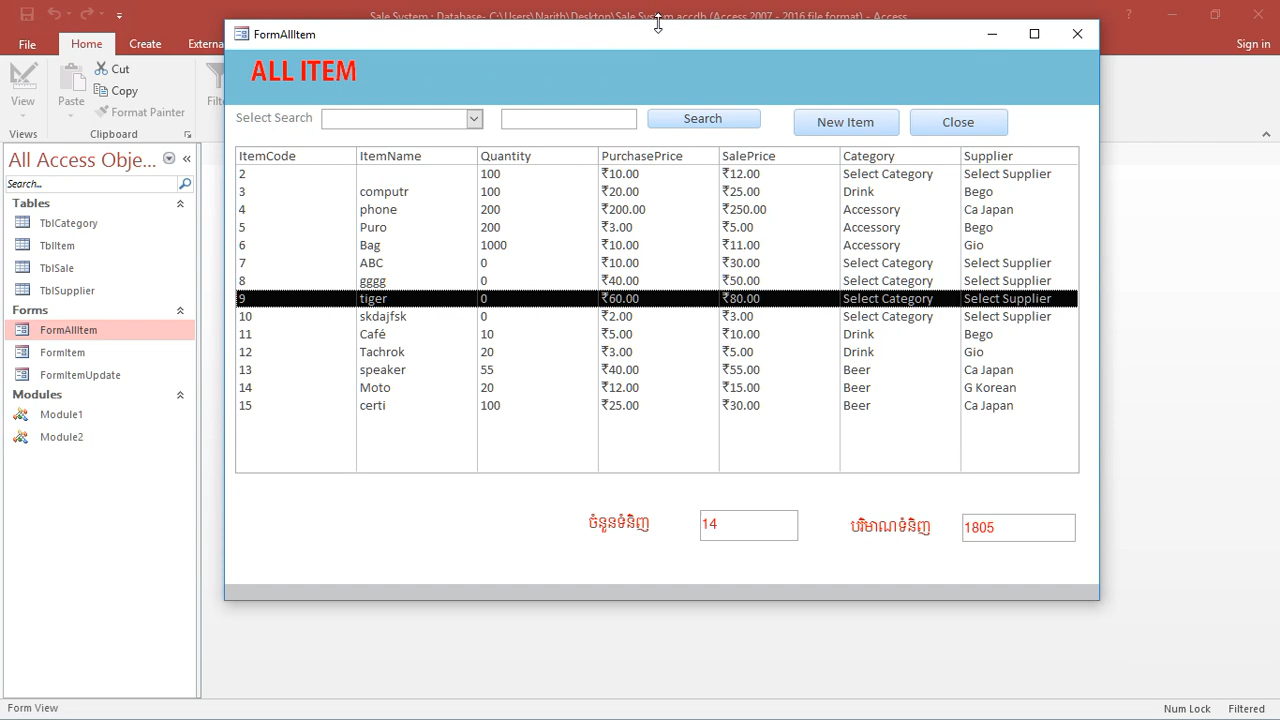 Sale System : Database- C:\Users\Narith\Desktop\Sale System.accdb (Access 2007 - 2016 file format) - Access
File Home Create Externa
Sign in
View
Paste
Cut
Copy
Format Painter
Filt
Views Clipboard
FormAllItem
ALL ITEM
Select Search
Search
New Item
Close
All Access Obje...
Search...
Tables
TblCategory
TblItem
TblSale
TblSupplier
Forms
FormAllItem
FormItem
FormItemUpdate
Modules
Module1
Module2
ItemCode ItemName Quantity PurchasePrice SalePrice Category Supplier
2 100 ₹10.00 ₹12.00 Select Category Select Supplier
3 computr 100 ₹20.00 ₹25.00 Drink Bego
4 phone 200 ₹200.00 ₹250.00 Accessory Ca Japan
5 Puro 200 ₹3.00 ₹5.00 Accessory Bego
6 Bag 1000 ₹10.00 ₹11.00 Accessory Gio
7 ABC 0 ₹10.00 ₹30.00 Select Category Select Supplier
8 gggg 0 ₹40.00 ₹50.00 Select Category Select Supplier
9 tiger 0 ₹60.00 ₹80.00 Select Category Select Supplier
10 skdajfsk 0 ₹2.00 ₹3.00 Select Category Select Supplier
11 Café 10 ₹5.00 ₹10.00 Drink Bego
12 Tachrok 20 ₹3.00 ₹5.00 Drink Gio
13 speaker 55 ₹40.00 ₹55.00 Beer Ca Japan
14 Moto 20 ₹12.00 ₹15.00 Beer G Korean
15 certi 100 ₹25.00 ₹30.00 Beer Ca Japan
ចំនួនទំនិញ 14 បរិមាណទំនិញ 1805
Form View
Num Lock Filtered